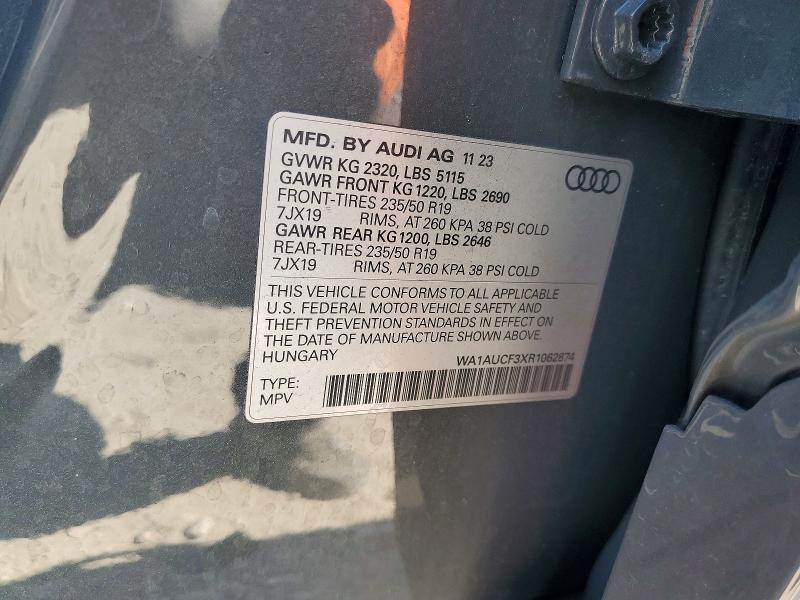 MFD. BY AUDI AG 11 23
GVWR KG 2320, LBS 5115
GAWR FRONT KG 1220, LBS 2690
FRONT-TIRES 235/50 R19
7JX19 RIMS, AT 260 KPA 38 PSI COLD
GAWR REAR KG 1200, LBS 2646
REAR-TIRES 235/50 R19
7JX19 RIMS, AT 260 KPA 38 PSI COLD
THIS VEHICLE CONFORMS TO ALL APPLICABLE
U.S. FEDERAL MOTOR VEHICLE SAFETY AND
THEFT PREVENTION STANDARDS IN EFFECT ON
THE DATE OF MANUFACTURE SHOWN ABOVE.
HUNGARY WA1AUCF3XR1062874
TYPE:
MPV